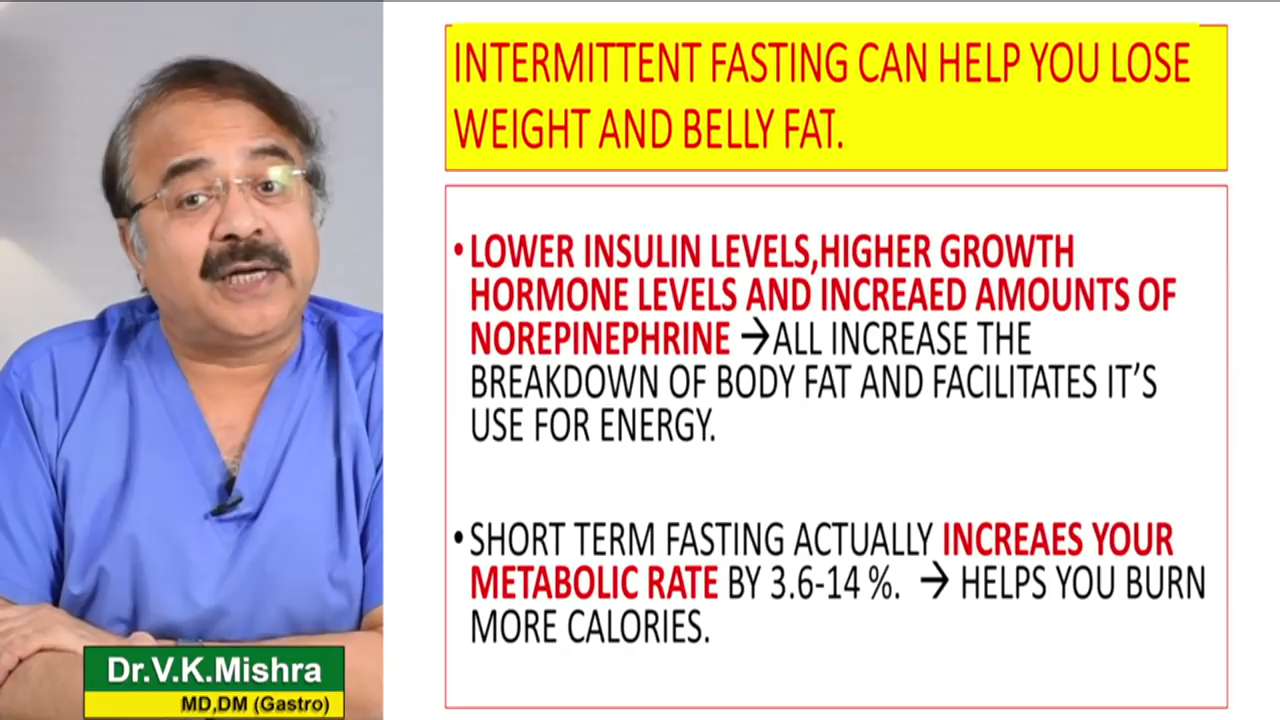 INTERMITTENT FASTING CAN HELP YOU LOSE
WEIGHT AND BELLY FAT.
•LOWER INSULIN LEVELS,HIGHER GROWTH
HORMONE LEVELS AND INCREAED AMOUNTS OF
NOREPINEPHRINE →ALL INCREASE THE
BREAKDOWN OF BODY FAT AND FACILITATES IT’S
USE FOR ENERGY.
•SHORT TERM FASTING ACTUALLY INCREAES YOUR
METABOLIC RATE BY 3.6-14 %. → HELPS YOU BURN
MORE CALORIES.
Dr.V.K.Mishra
MD,DM (Gastro)